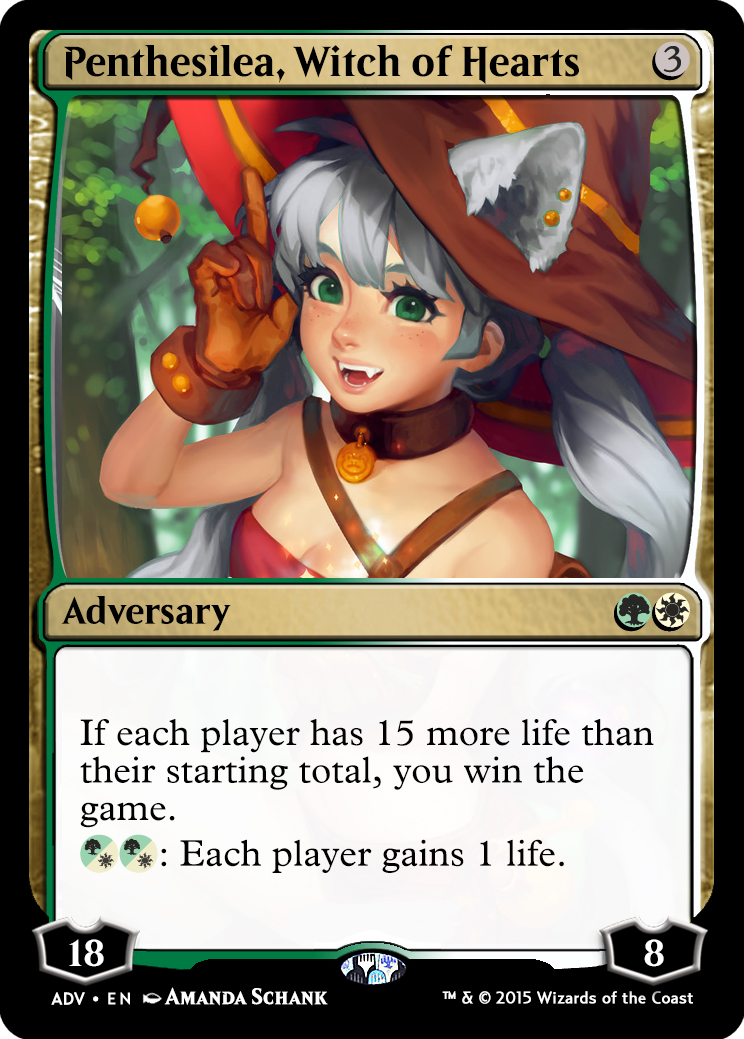 Penthesilea, Witch of Hearts 3
Adversary
If each player has 15 more life than
their starting total, you win the
game.
: Each player gains 1 life.
18
8
ADV • EN Amanda Schank
™ & © 2015 Wizards of the Coast